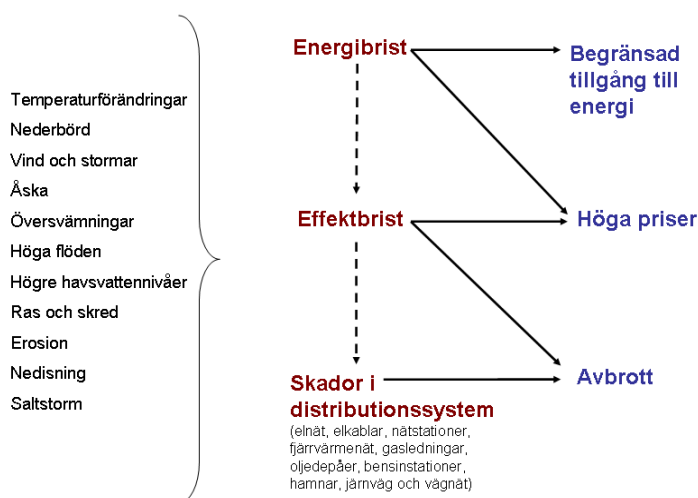 Temperaturförändringar
Nederbörd
Vind och stormar
Åska
Översvämningar
Höga flöden
Högre havsvattennivåer
Ras och skred
Erosion
Nedisning
Saltstorm
Energibrist
Effektbrist
Skador i
distributionssystem
(elnät, elkablar, nätstationer,
fjärrvärmenät, gasledningar,
oljedepåer, bensinstationer,
hamnar, järnväg och vägnät)
Begränsad
tillgång till
energi
Höga priser
Avbrott